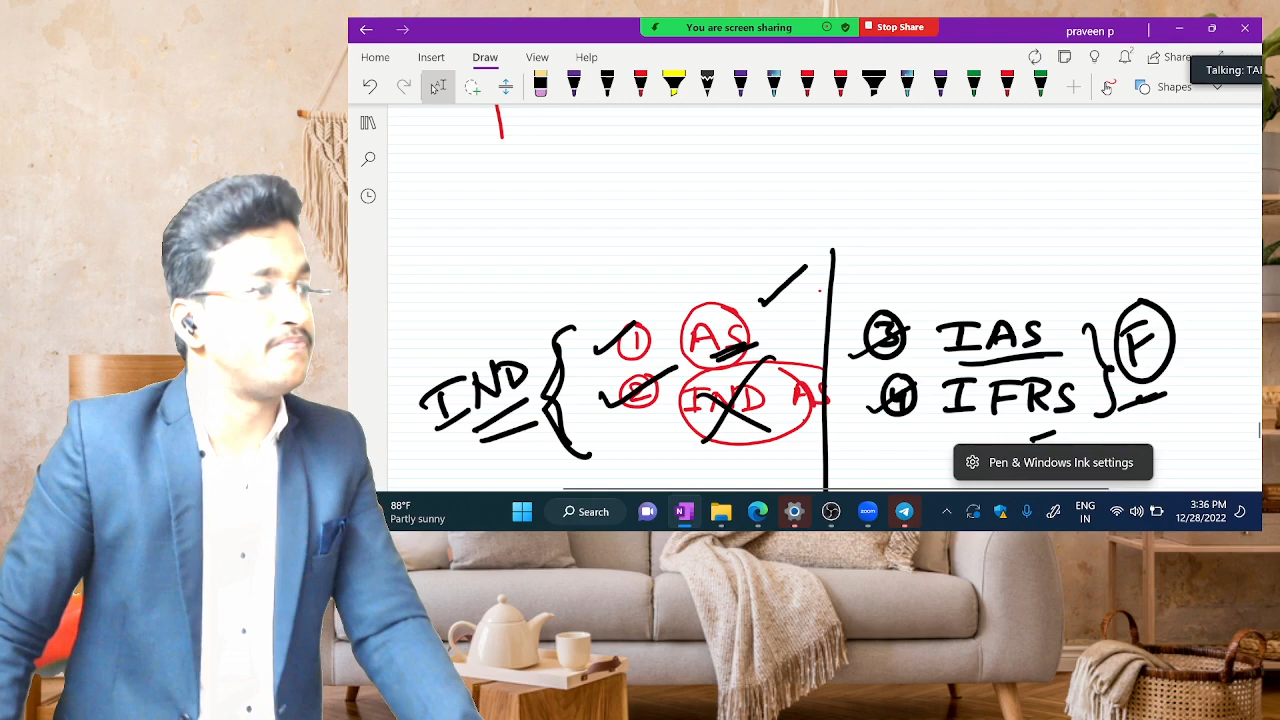 You are screen sharing Stop Share praveen p
Home Insert Draw View Help Share
Talking: TA
Shapes
① AS ③ IAS F
IND ② IND AS ④ IFRS
Pen & Windows Ink settings
88°F
Partly sunny
Search
zoom
ENG
IN
3:36 PM
12/28/2022